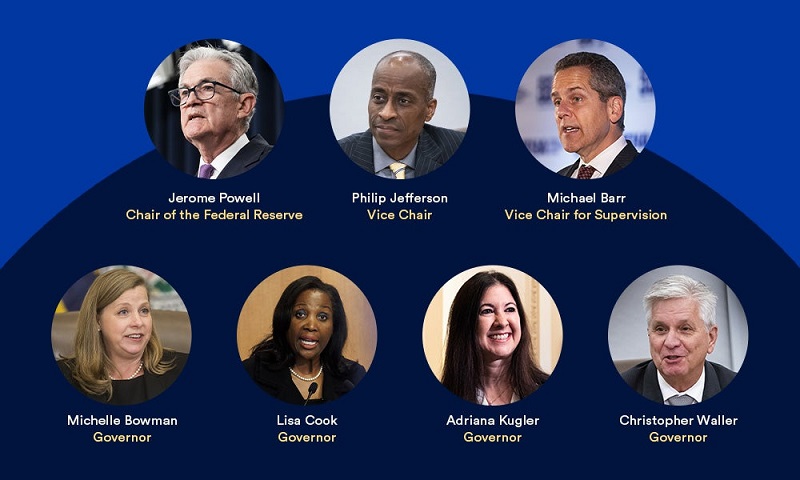 Jerome Powell
Chair of the Federal Reserve
Philip Jefferson
Vice Chair
Michael Barr
Vice Chair for Supervision
Michelle Bowman
Governor
Lisa Cook
Governor
Adriana Kugler
Governor
Christopher Waller
Governor